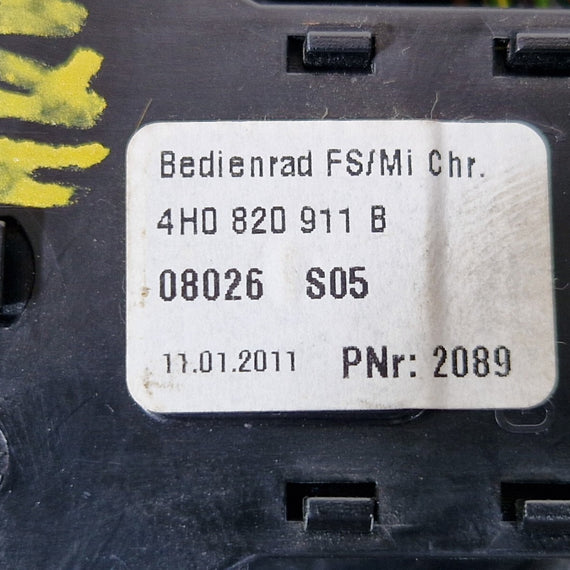 Bedienrad FS/Mi Chr.
4H0 820 911 B
08026 S05
11.01.2011 PNr: 2089